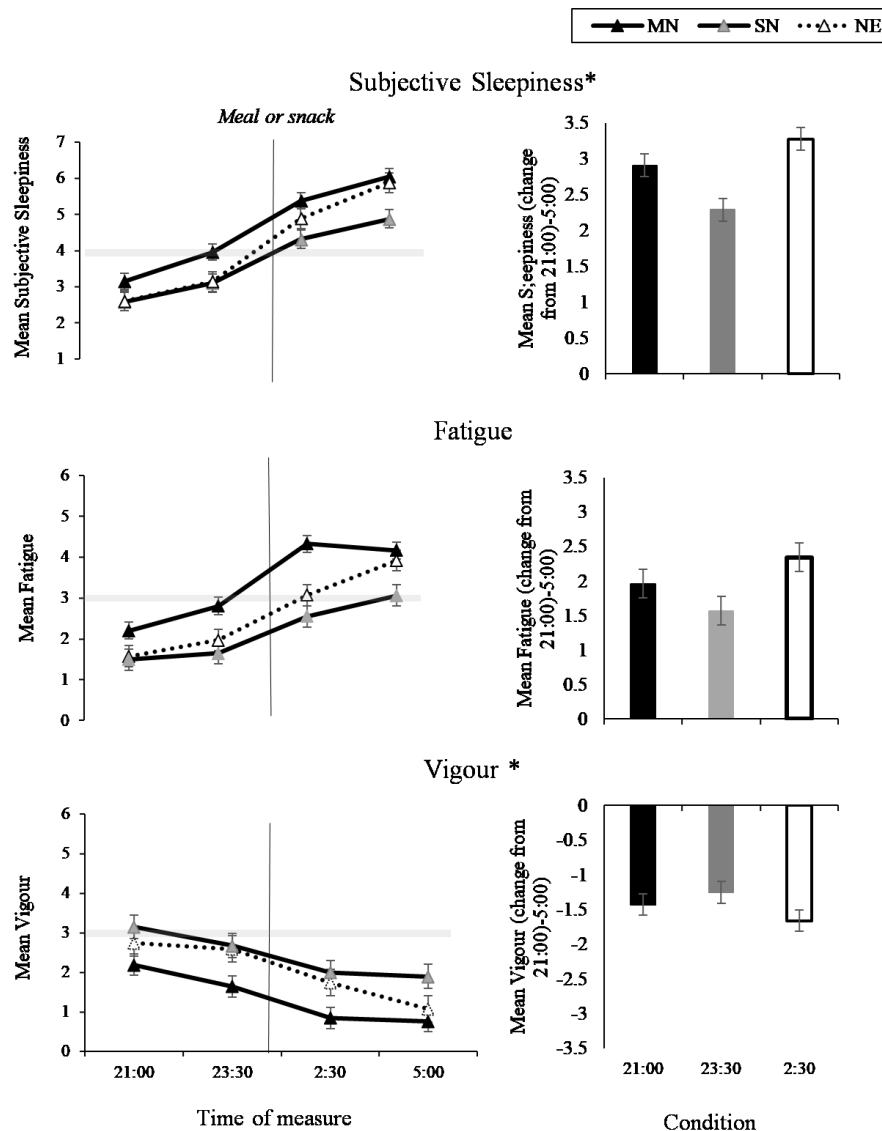 MN SN NE
Subjective Sleepiness*
Meal or snack
Mean Subjective Sleepiness
7
6
5
4
3
2
1
Mean S;eepiness (change
from 21:00)-5:00)
3.5
3
2.5
2
1.5
1
0.5
0
Fatigue
Mean Fatigue
6
5
4
3
2
1
0
Mean Fatigue (change from
21:00)-5:00)
3.5
3
2.5
2
1.5
1
0.5
0
Vigour *
Mean Vigour
6
5
4
3
2
1
0
21:00 23:30 2:30 5:00
Time of measure
Mean Vigour (change from
21:00)-5:00)
0
-0.5
-1
-1.5
-2
-2.5
-3
-3.5
21:00 23:30 2:30
Condition